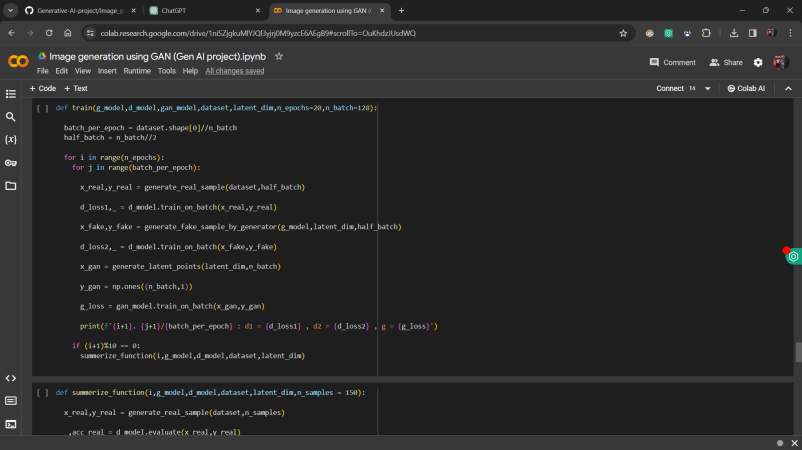 Generative-AI-project/Image_g
ChatGPT
Image generation using GAN (G
colab.research.google.com/drive/1niSZjgkuMlYJQl3yjrj0M9yzcE6AEgB9#scrollTo=OuKhdzIUsdWQ
Image generation using GAN (Gen AI project).ipynb
File Edit View Insert Runtime Tools Help All changes saved
Comment Share
+ Code + Text
Connect T4 Colab AI
[ ] def train(g_model,d_model,gan_model,dataset,latent_dim,n_epochs=20,n_batch=128):
batch_per_epoch = dataset.shape[0]//n_batch
half_batch = n_batch//2
for i in range(n_epochs):
for j in range(batch_per_epoch):
x_real,y_real = generate_real_sample(dataset,half_batch)
d_loss1,_ = d_model.train_on_batch(x_real,y_real)
x_fake,y_fake = generate_fake_sample_by_generator(g_model,latent_dim,half_batch)
d_loss2,_ = d_model.train_on_batch(x_fake,y_fake)
x_gan = generate_latent_points(latent_dim,n_batch)
y_gan = np.ones((n_batch,1))
g_loss = gan_model.train_on_batch(x_gan,y_gan)
print(f'{i+1}. {j+1}/{batch_per_epoch} : d1 = {d_loss1} , d2 = {d_loss2} , g = {g_loss}')
if (i+1)%10 == 0:
summerize_function(i,g_model,d_model,dataset,latent_dim)
[ ] def summerize_function(i,g_model,d_model,dataset,latent_dim,n_samples = 150):
x_real,y_real = generate_real_sample(dataset,n_samples)
_,acc_real = d_model.evaluate(x_real,y_real)